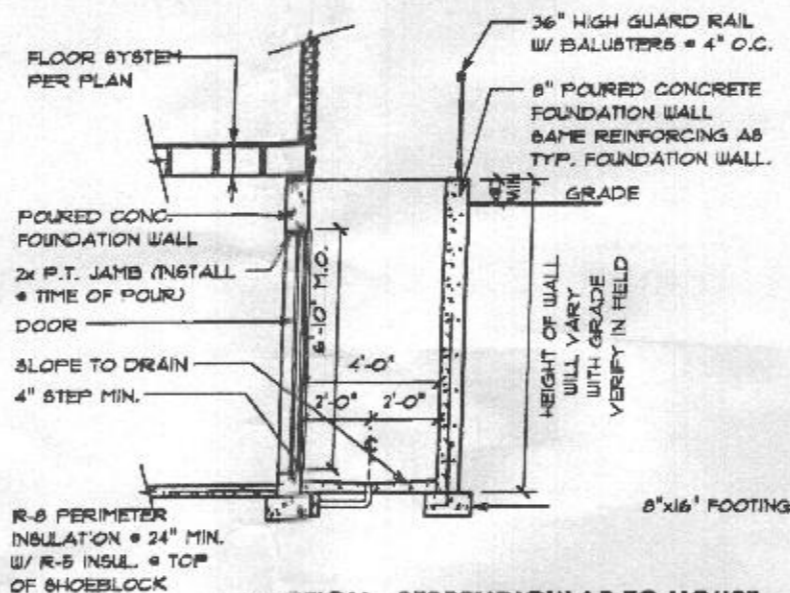 36" HIGH GUARD RAIL
W/ BALUSTERS @ 4" O.C.
FLOOR SYSTEM
PER PLAN
8" POURED CONCRETE
FOUNDATION WALL
SAME REINFORCING AS
TYP. FOUNDATION WALL.
MIN
GRADE
POURED CONC.
FOUNDATION WALL
2x P.T. JAMB (INSTALL
@ TIME OF POUR)
DOOR
SLOPE TO DRAIN
4" STEP MIN.
6'-10" M.O.
4'-0"
2'-0" 2'-0"
HEIGHT OF WALL
WILL VARY
WITH GRADE
VERIFY IN FIELD
8"x16" FOOTING
R-8 PERIMETER
INSULATION @ 24" MIN.
W/ R-5 INSUL. @ TOP
OF SHOEBLOCK